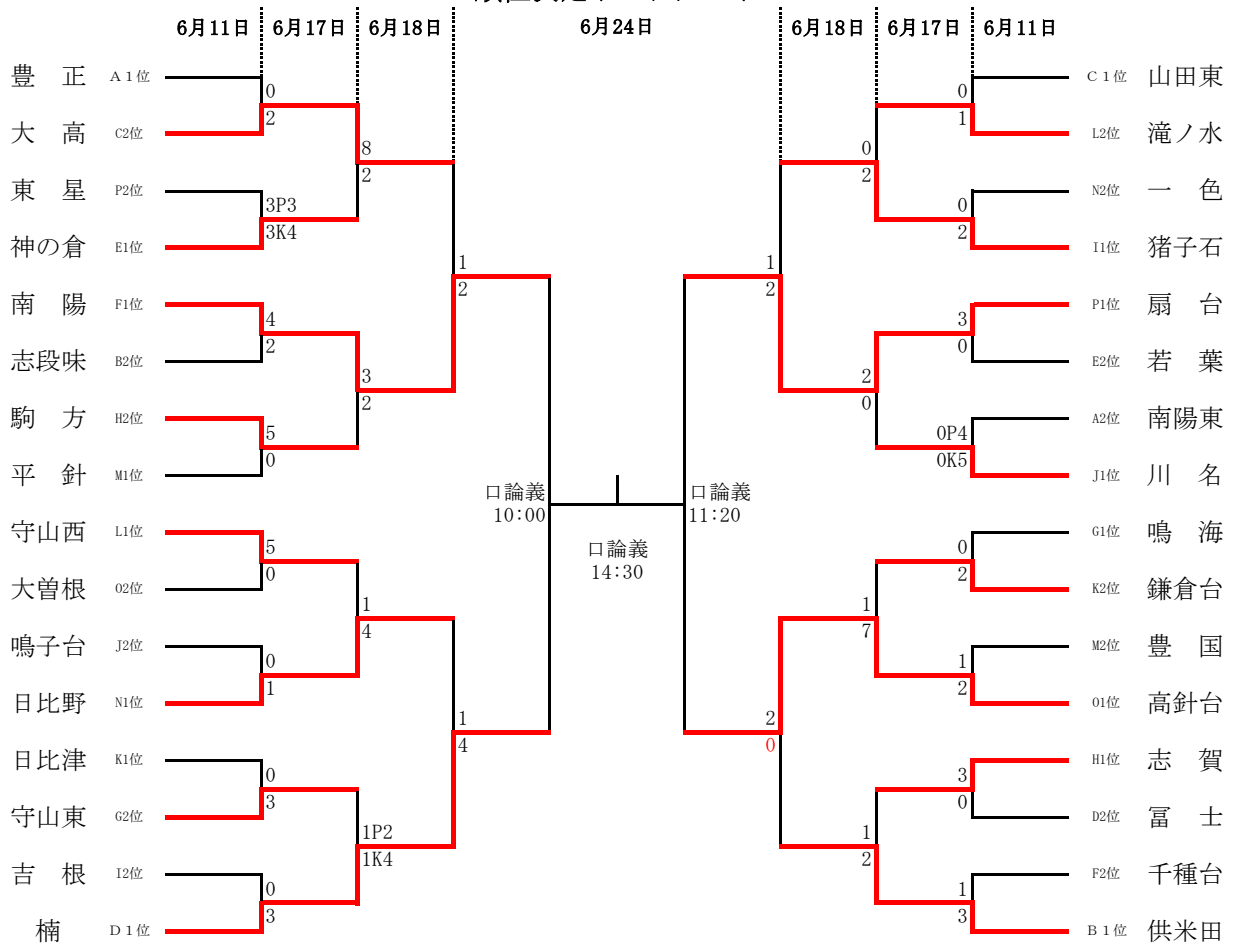 6月11日 6月17日 6月18日 6月24日 6月18日 6月17日 6月11日
豊 正 A1位
0
2
大 高 C2位
8
2
東 星 P2位
3P3
3K4
神の倉 E1位
1
2
南 陽 F1位
4
2
志段味 B2位
3
2
駒 方 H2位
5
0
平 針 M1位
口論義
10:00
守山西 L1位
5
0
大曽根 O2位
1
4
鳴子台 J2位
0
1
日比野 N1位
1
4
日比津 K1位
0
3
守山東 G2位
1P2
1K4
吉 根 I2位
0
3
楠 D1位
口論義
14:30
C1位 山田東
0
1
L2位 滝ノ水
0
2
N2位 一 色
0
2
I1位 猪子石
1
2
P1位 扇 台
3
0
E2位 若 葉
2
0
A2位 南陽東
0P4
0K5
J1位 川 名
口論義
11:20
G1位 鳴 海
0
2
K2位 鎌倉台
1
7
M2位 豊 国
1
2
O1位 高針台
2
0
H1位 志 賀
3
0
D2位 冨 士
1
2
F2位 千種台
1
3
B1位 供米田